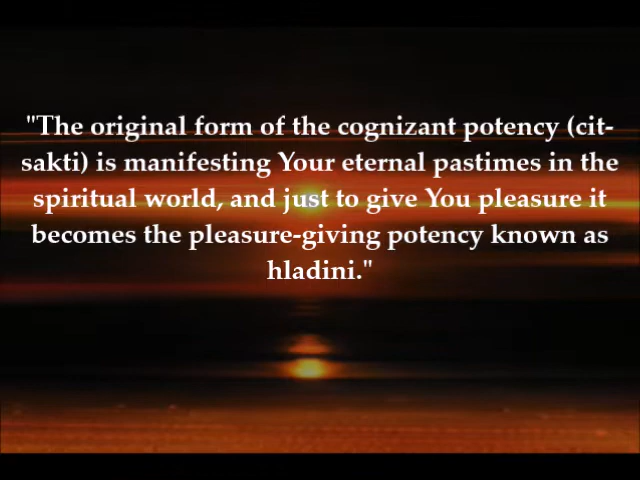 "The original form of the cognizant potency (cit-
sakti) is manifesting Your eternal pastimes in the
spiritual world, and just to give You pleasure it
becomes the pleasure-giving potency known as
hladini."